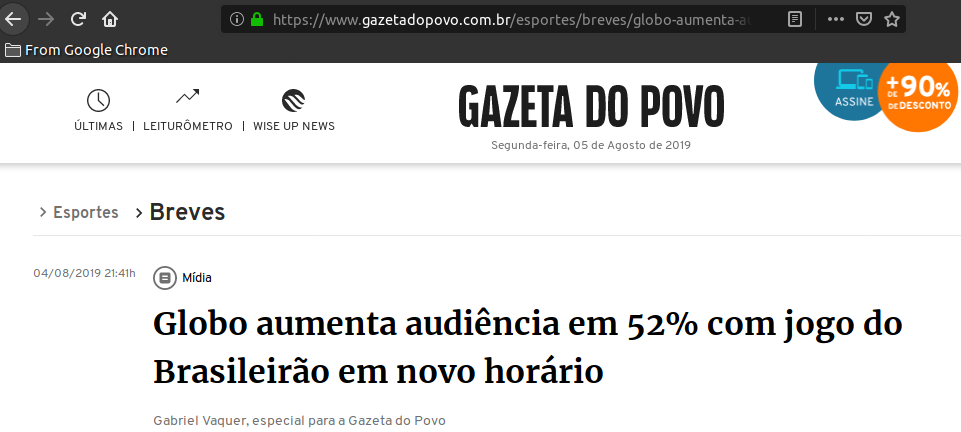 https://www.gazetadopovo.com.br/esportes/breves/globo-aumenta-au
From Google Chrome
ÚLTIMAS | LEITURÔMETRO | WISE UP NEWS
GAZETA DO POVO
Segunda-feira, 05 de Agosto de 2019
ASSINE
+90%
DE
DE DESCONTO
> Esportes > Breves
04/08/2019 21:41h
Mídia
Globo aumenta audiência em 52% com jogo do
Brasileirão em novo horário
Gabriel Vaquer, especial para a Gazeta do Povo